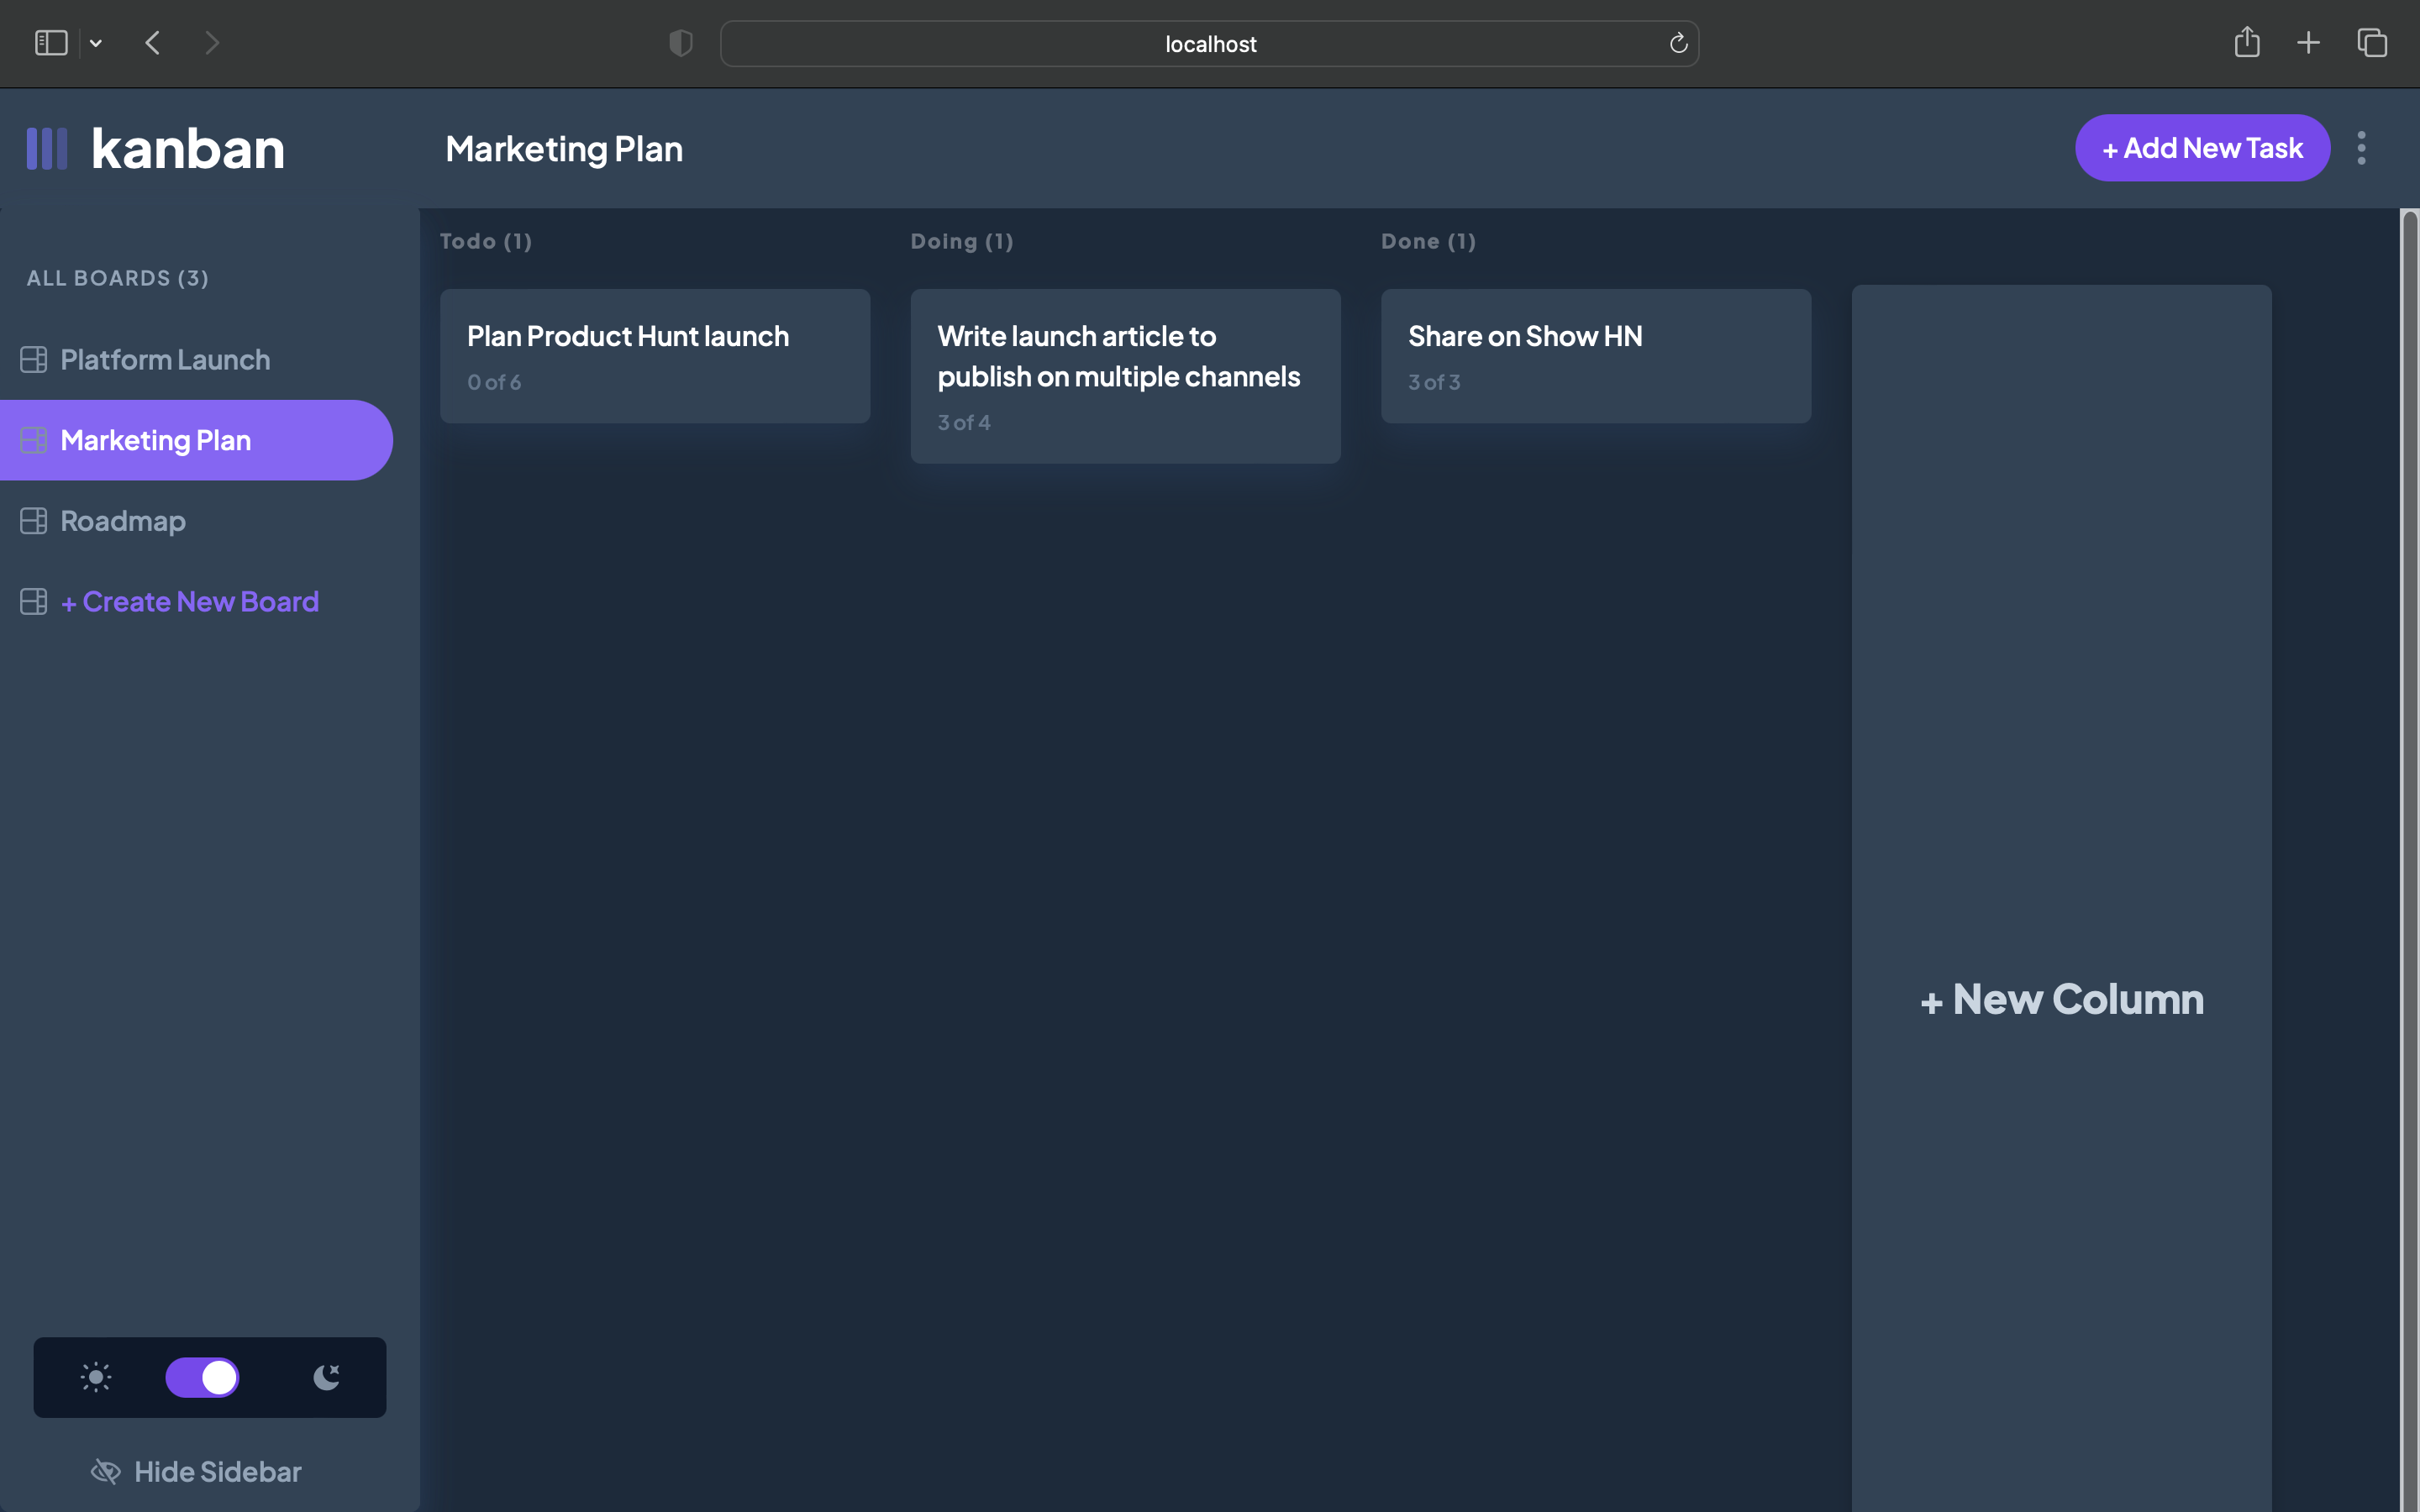 localhost
kanban
Marketing Plan
+ Add New Task
ALL BOARDS (3)
Platform Launch
Marketing Plan
Roadmap
+ Create New Board
Todo (1)
Plan Product Hunt launch
0 of 6
Doing (1)
Write launch article to
publish on multiple channels
3 of 4
Done (1)
Share on Show HN
3 of 3
+ New Column
Hide Sidebar